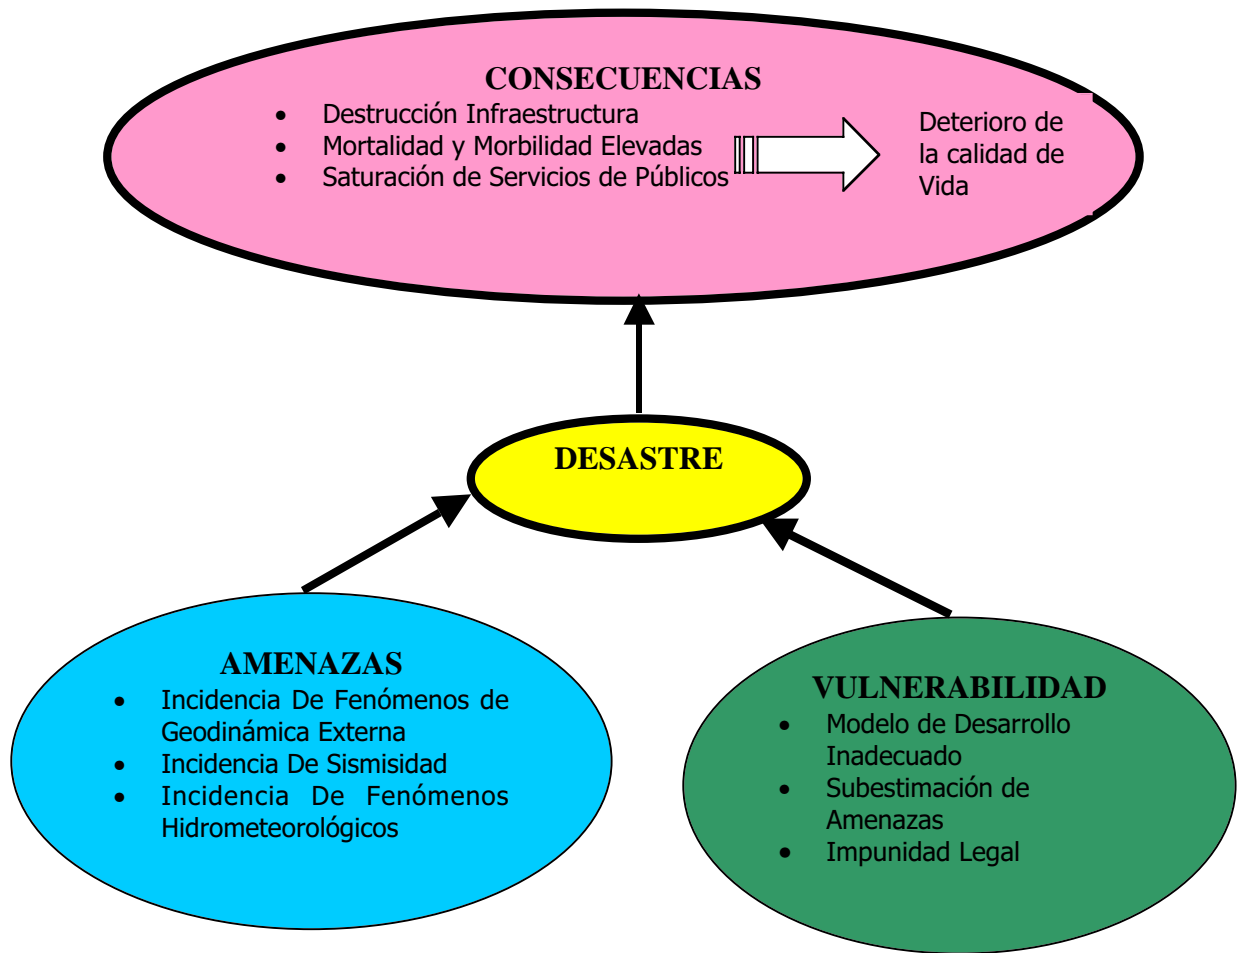 CONSECUENCIAS
• Destrucción Infraestructura
• Mortalidad y Morbilidad Elevadas
• Saturación de Servicios de Públicos
Deterioro de
la calidad de
Vida
DESASTRE
AMENAZAS
• Incidencia De Fenómenos de
Geodinámica Externa
• Incidencia De Sismisidad
• Incidencia De Fenómenos
Hidrometeorológicos
VULNERABILIDAD
• Modelo de Desarrollo
Inadecuado
• Subestimación de
Amenazas
• Impunidad Legal